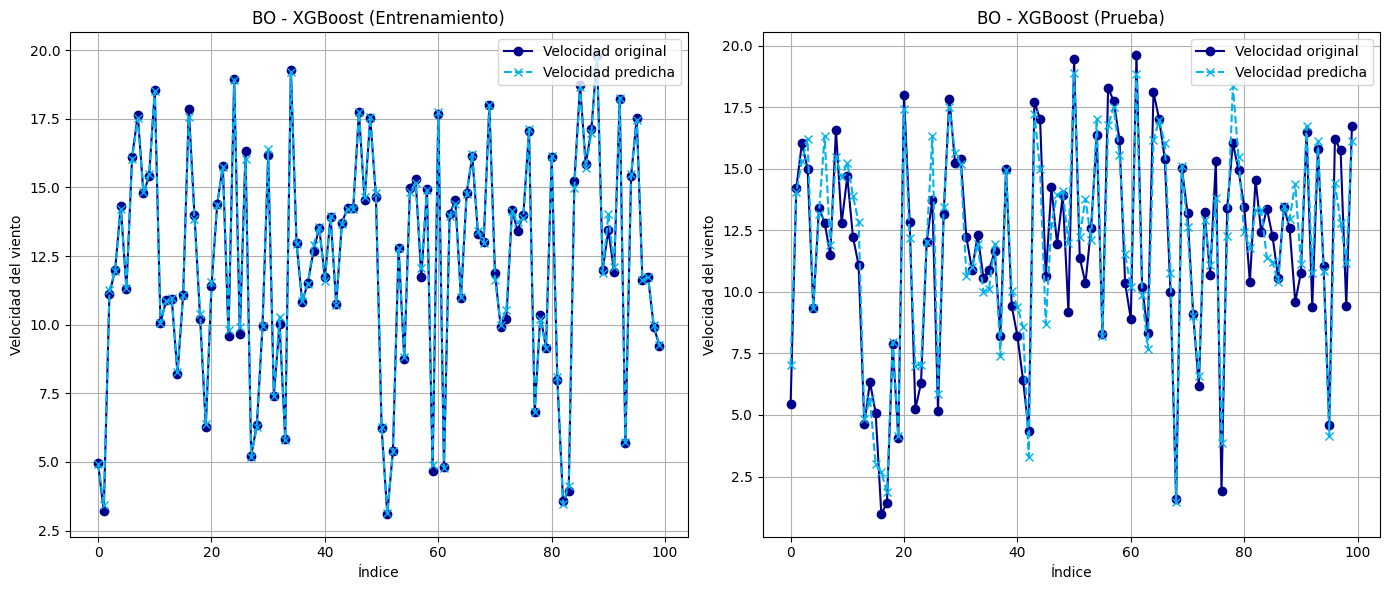 BO - XGBoost (Entrenamiento)
Velocidad original
Velocidad predicha
20.0
17.5
15.0
12.5
10.0
7.5
5.0
2.5
Velocidad del viento
0
20
40
60
80
100
Índice
BO - XGBoost (Prueba)
Velocidad original
Velocidad predicha
20.0
17.5
15.0
12.5
10.0
7.5
5.0
2.5
Velocidad del viento
0
20
40
60
80
100
Índice